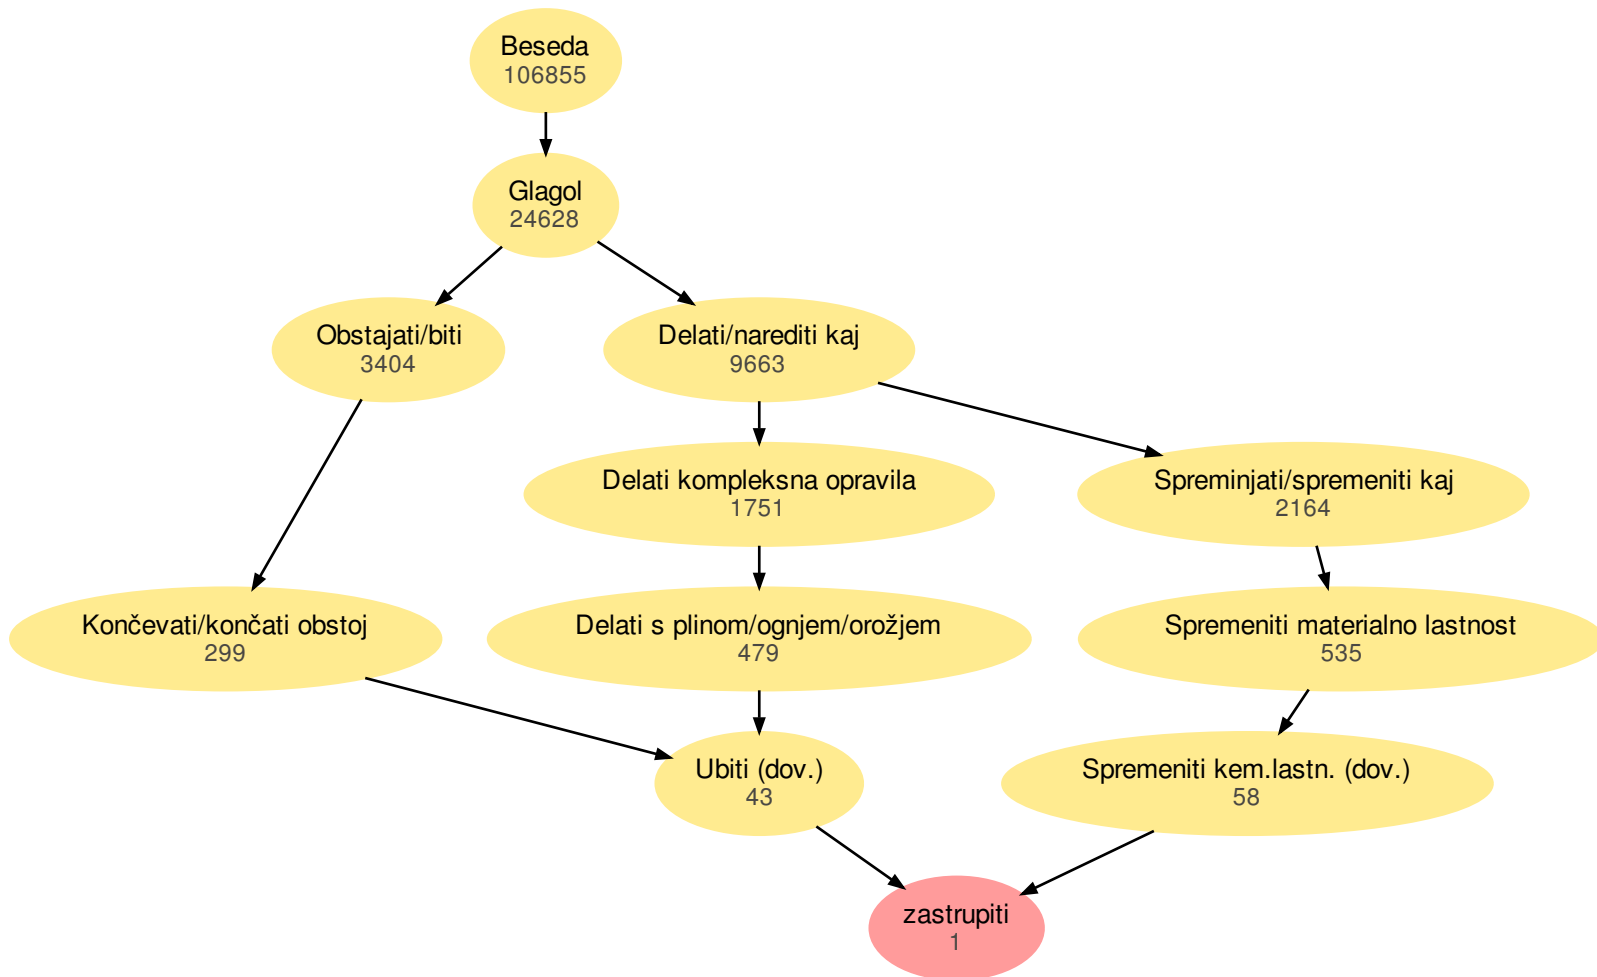 Beseda
106855
Glagol
24628
Obstajati/biti
3404
Delati/narediti kaj
9663
Delati kompleksna opravila
1751
Spreminjati/spremeniti kaj
2164
Končevati/končati obstoj
299
Delati s plinom/ognjem/orožjem
479
Spremeniti materialno lastnost
535
Ubiti (dov.)
43
Spremeniti kem.lastn. (dov.)
58
zastrupiti
1